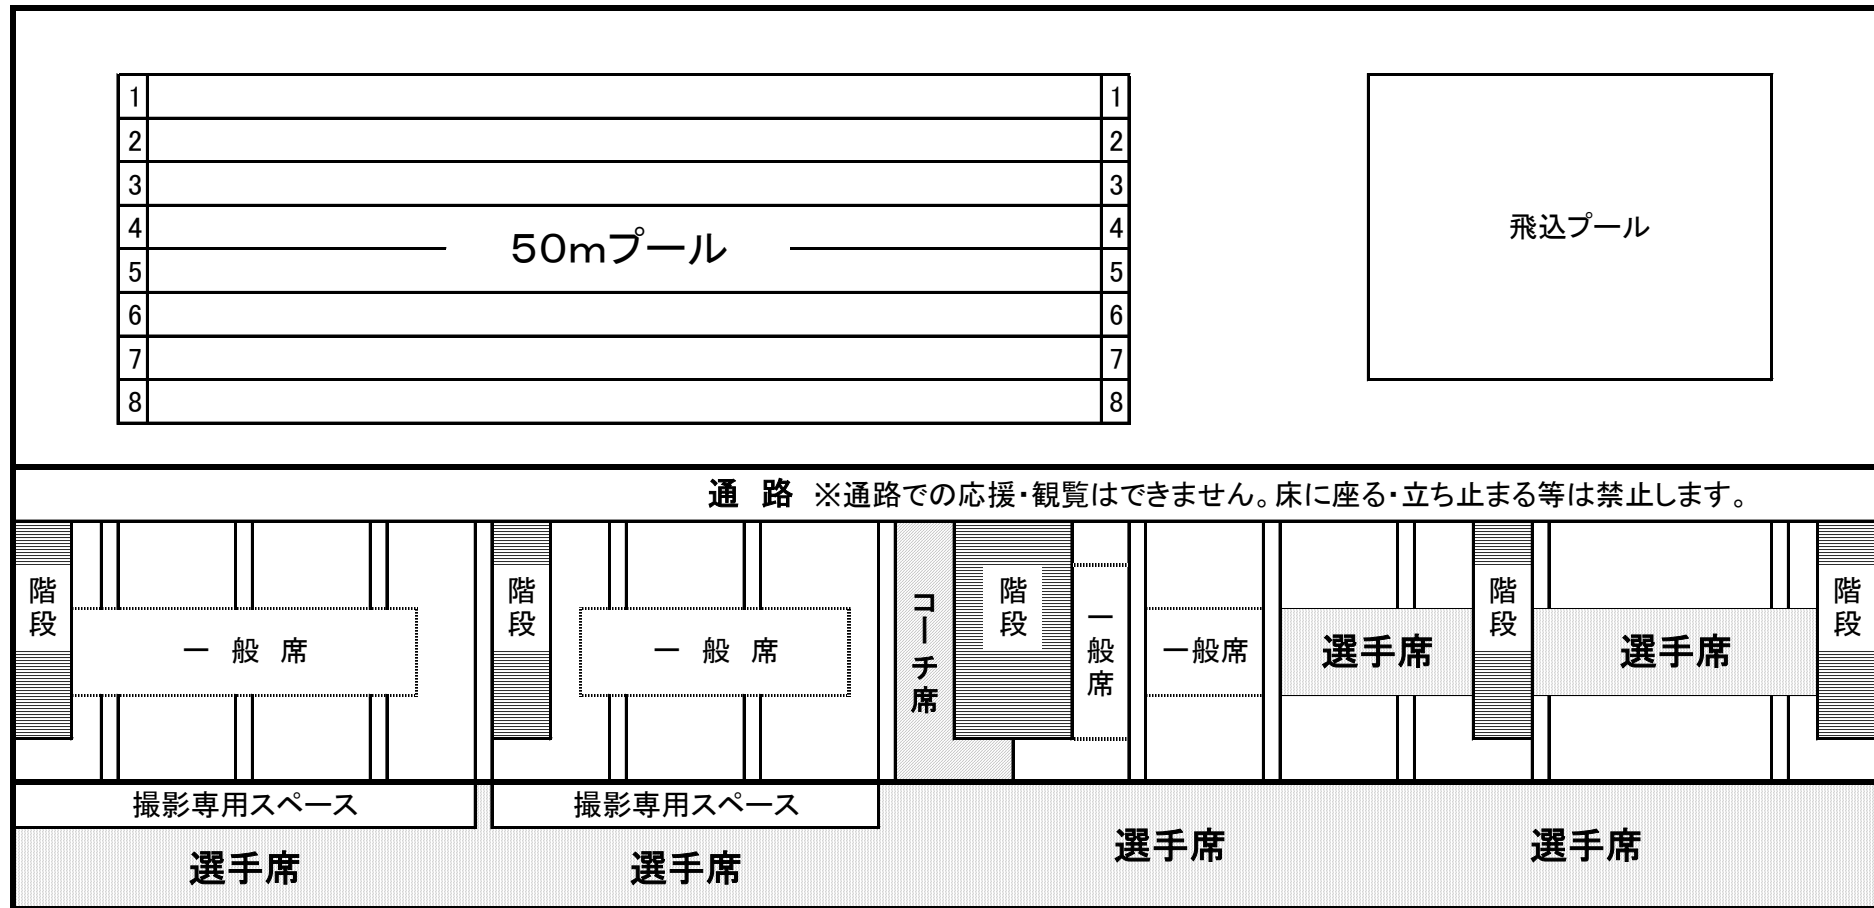 1 1
2 2
3 3
4 4
5 5
6 6
7 7
8 8
50mプール
飛込プール
通 路 ※通路での応援・観覧はできません。床に座る・立ち止まる等は禁止します。
階段
一 般 席
階段
一 般 席
コーチ席
階段
一般席
一般席
選手席
階段
選手席
階段
撮影専用スペース
撮影専用スペース
選手席
選手席
選手席
選手席